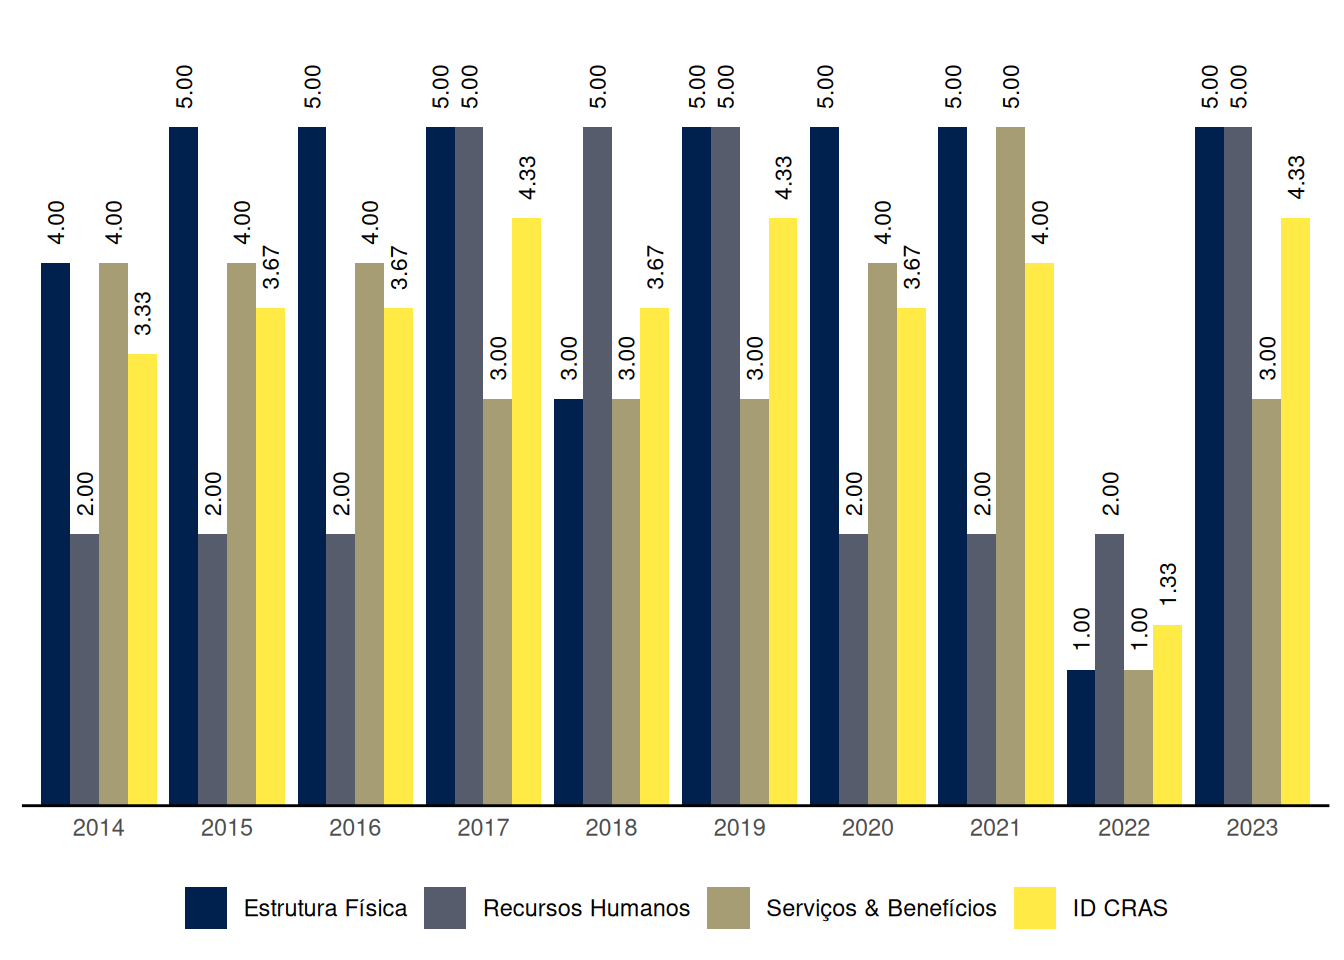 5.00 5.00 5.00 5.00 5.00 5.00 5.00 5.00 5.00 5.00 5.00 5.00
4.33 4.33 4.33
4.00 4.00 4.00 4.00 4.00 4.00
3.67 3.67 3.67 3.67
3.33
3.00 3.00 3.00 3.00 3.00
2.00 2.00 2.00 2.00 2.00 2.00
1.33
1.00 1.00
2014 2015 2016 2017 2018 2019 2020 2021 2022 2023
Estrutura Física Recursos Humanos Serviços & Benefícios ID CRAS